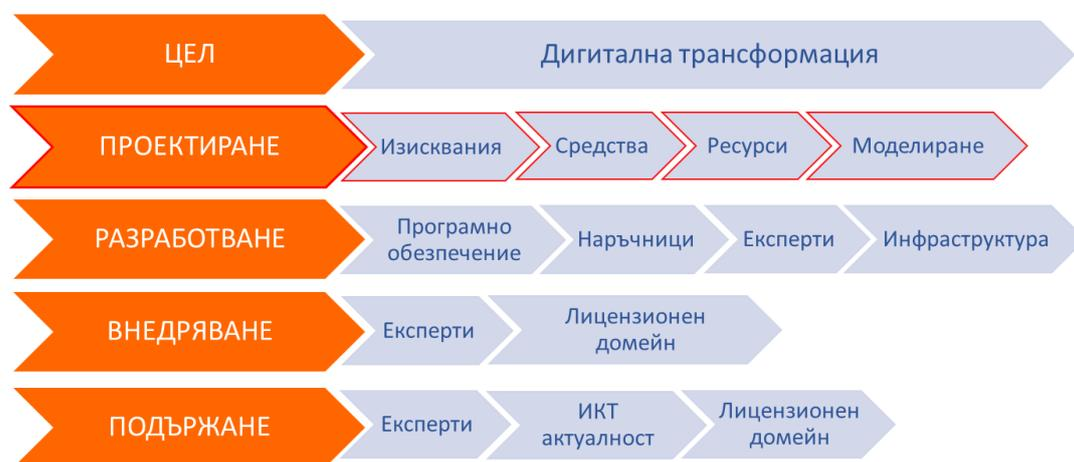 ЦЕЛ
Дигитална трансформация
ПРОЕКТИРАНЕ
Изисквания
Средства
Ресурси
Моделиране
РАЗРАБОТВАНЕ
Програмно
обезпечение
Наръчници
Експерти
Инфраструктура
ВНЕДРЯВАНЕ
Експерти
Лицензионен
домейн
ПОДЪРЖАНЕ
Експерти
ИКТ
актуалност
Лицензионен
домейн